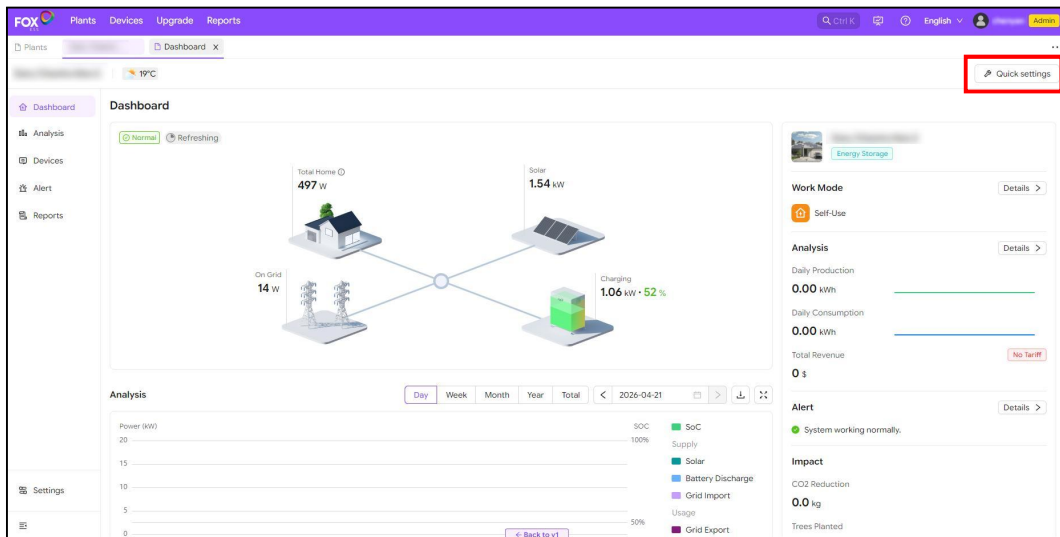 FOX
ESS
Plants Devices Upgrade Reports
Ctrl K
English
Admin
Plants
Dashboard X
19°C
Quick settings
Dashboard
Analysis
Devices
Alert
Reports
Settings
Dashboard
Normal Refreshing
Total Home
497 W
Solar
1.54 kW
On Grid
14 W
Charging
1.06 kW • 52 %
Energy Storage
Work Mode Details >
Self-Use
Analysis Details >
Daily Production
0.00 kWh
Daily Consumption
0.00 kWh
Total Revenue No Tariff
0 $
Alert Details >
System working normally.
Impact
CO2 Reduction
0.0 kg
Trees Planted
Analysis
Day Week Month Year Total < 2026-04-21 >
Power (kW) SOC
20 100%
15
10
5
50%
0
← Back to v1
SoC
Supply
Solar
Battery Discharge
Grid Import
Usage
Grid Export